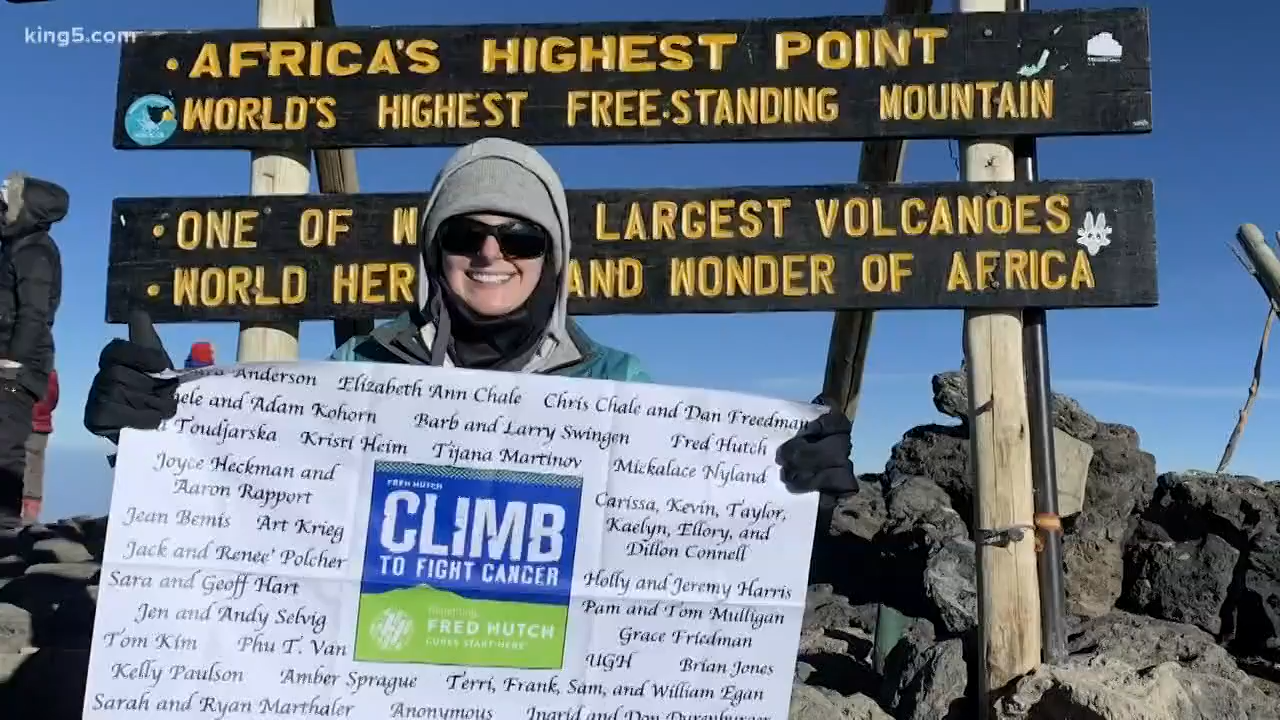 king5.com
• AFRICA'S HIGHEST POINT
• WORLD'S HIGHEST FREE-STANDING MOUNTAIN
• ONE OF W LARGEST VOLCANOES
• WORLD HER AND WONDER OF AFRICA
Anderson Elizabeth Ann Chale Chris Chale and Dan Freedman
and Adam Kohorn Barb and Larry Swingen Fred Hutch
Toudjarska Kristi Heim Tijana Martinov Mickalace Nyland
Joyce Heckman and
Aaron Rapport
Jean Bemis Art Krieg
Jack and Renee' Polcher
Sara and Geoff Hart
Jen and Andy Selvig
Tom Kim Phu T. Van
FRED HUTCH
CLIMB
TO FIGHT CANCER
Benefiting
FRED HUTCH
CURES START HERE
Carissa, Kevin, Taylor,
Kaelyn, Ellory, and
Dillon Connell
Holly and Jeremy Harris
Pam and Tom Mulligan
Grace Friedman
UGH Brian Jones
Kelly Paulson Amber Sprague Terri, Frank, Sam, and William Egan
Sarah and Ryan Marthaler Anonymous Ingrid and Don